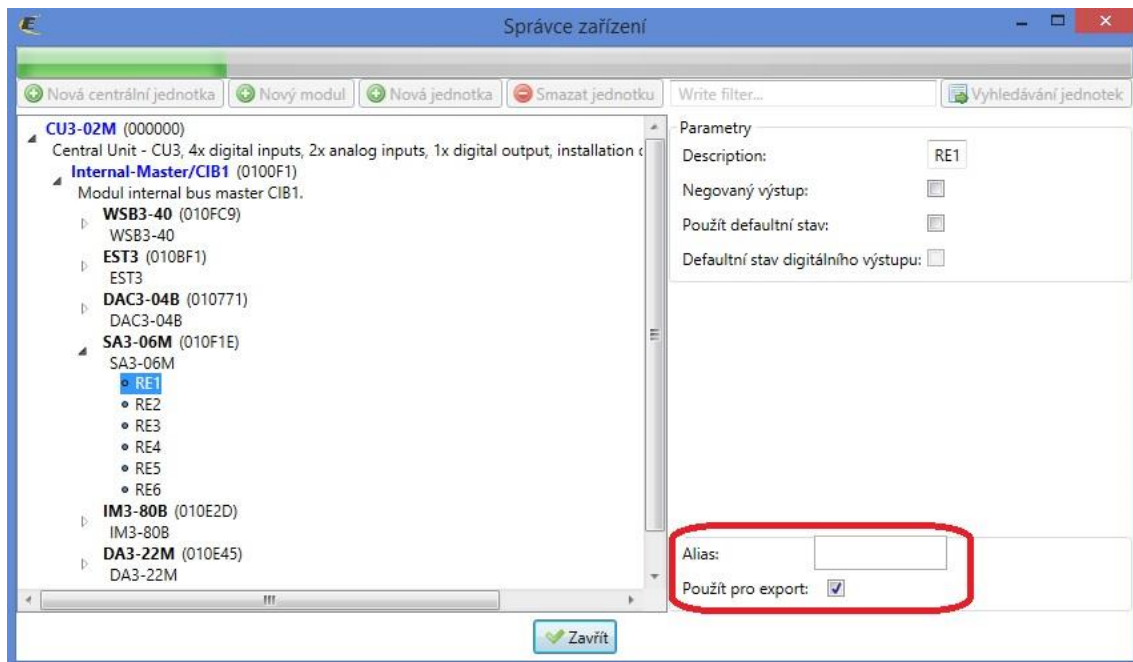 Správce zařízení
Nová centrální jednotka Nový modul Nová jednotka Smazat jednotku Write filter... Vyhledávání jednotek
CU3-02M (000000)
Central Unit - CU3, 4x digital inputs, 2x analog inputs, 1x digital output, installation
Internal-Master/CIB1 (0100F1)
Modul internal bus master CIB1.
WSB3-40 (010FC9)
WSB3-40
EST3 (010BF1)
EST3
DAC3-04B (010771)
DAC3-04B
SA3-06M (010F1E)
SA3-06M
RE1
RE2
RE3
RE4
RE5
RE6
IM3-80B (010E2D)
IM3-80B
DA3-22M (010E45)
DA3-22M
Parametry
Description: RE1
Negovaný výstup:
Použít defaultní stav:
Defaultní stav digitálního výstupu:
Alias:
Použít pro export:
Zavřít